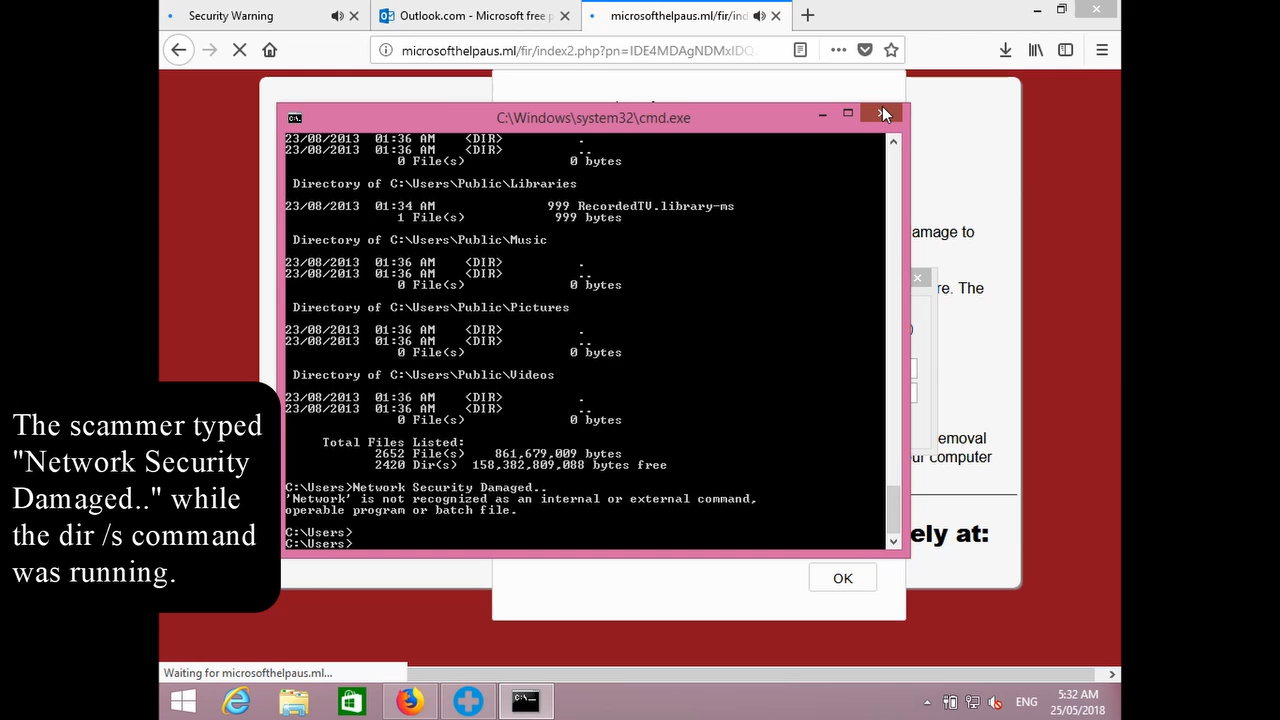 Security Warning
Outlook.com - Microsoft free p
microsofthelpaus.ml/fir/ind
microsofthelpaus.ml/fir/index2.php?pn=IDE4MDAgNDMxIDQ
C:\Windows\system32\cmd.exe
23/08/2013 01:36 AM <DIR> .
23/08/2013 01:36 AM <DIR> ..
0 File(s) 0 bytes
Directory of C:\Users\Public\Libraries
23/08/2013 01:34 AM 999 RecordedTV.library-ms
1 File(s) 999 bytes
Directory of C:\Users\Public\Music
23/08/2013 01:36 AM <DIR> .
23/08/2013 01:36 AM <DIR> ..
0 File(s) 0 bytes
Directory of C:\Users\Public\Pictures
23/08/2013 01:36 AM <DIR> .
23/08/2013 01:36 AM <DIR> ..
0 File(s) 0 bytes
Directory of C:\Users\Public\Videos
23/08/2013 01:36 AM <DIR> .
23/08/2013 01:36 AM <DIR> ..
0 File(s) 0 bytes
Total Files Listed:
2652 File(s) 861,679,009 bytes
2420 Dir(s) 158,382,809,088 bytes free
C:\Users>Network Security Damaged..
'Network' is not recognized as an internal or external command,
operable program or batch file.
C:\Users>
C:\Users>
amage to
re. The
emoval
ur computer
ely at:
OK
The scammer typed
"Network Security
Damaged.." while
the dir /s command
was running.
Waiting for microsofthelpaus.ml...
ENG
5:32 AM
25/05/2018